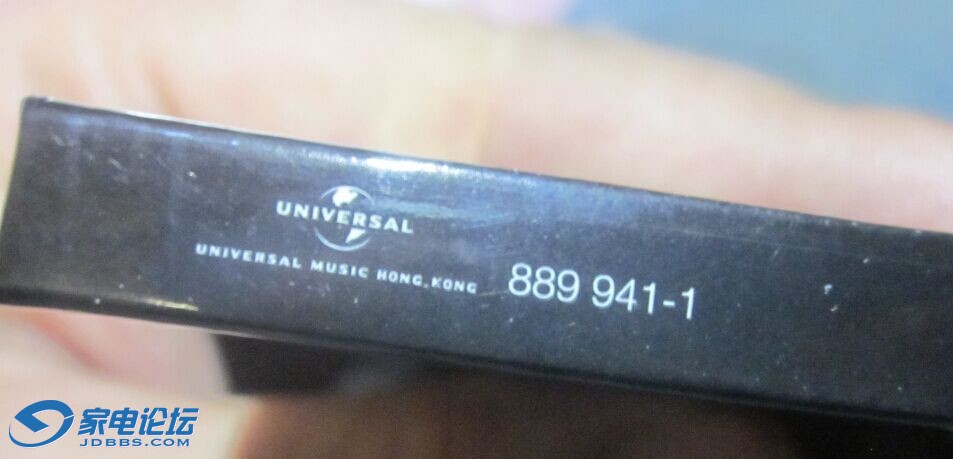 UNIVERSAL
UNIVERSAL MUSIC HONG KONG
889 941-1
家电论坛
JDBBS.COM